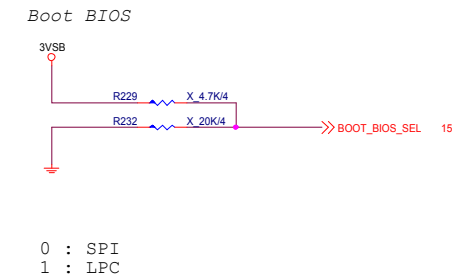 Boot BIOS
3VSB
R229 X_4.7K/4
R232 X_20K/4
BOOT_BIOS_SEL 15
0 : SPI
1 : LPC